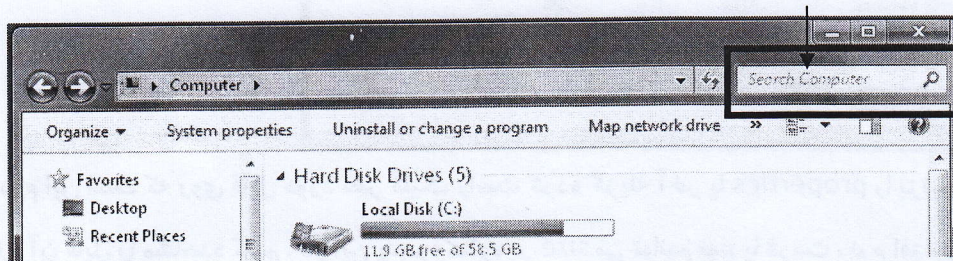 Computer
Search Computer
Organize
System properties
Uninstall or change a program
Map network drive
»
Favorites
Desktop
Recent Places
Hard Disk Drives (5)
Local Disk (C:)
11.9 GB free of 58.5 GB
properties